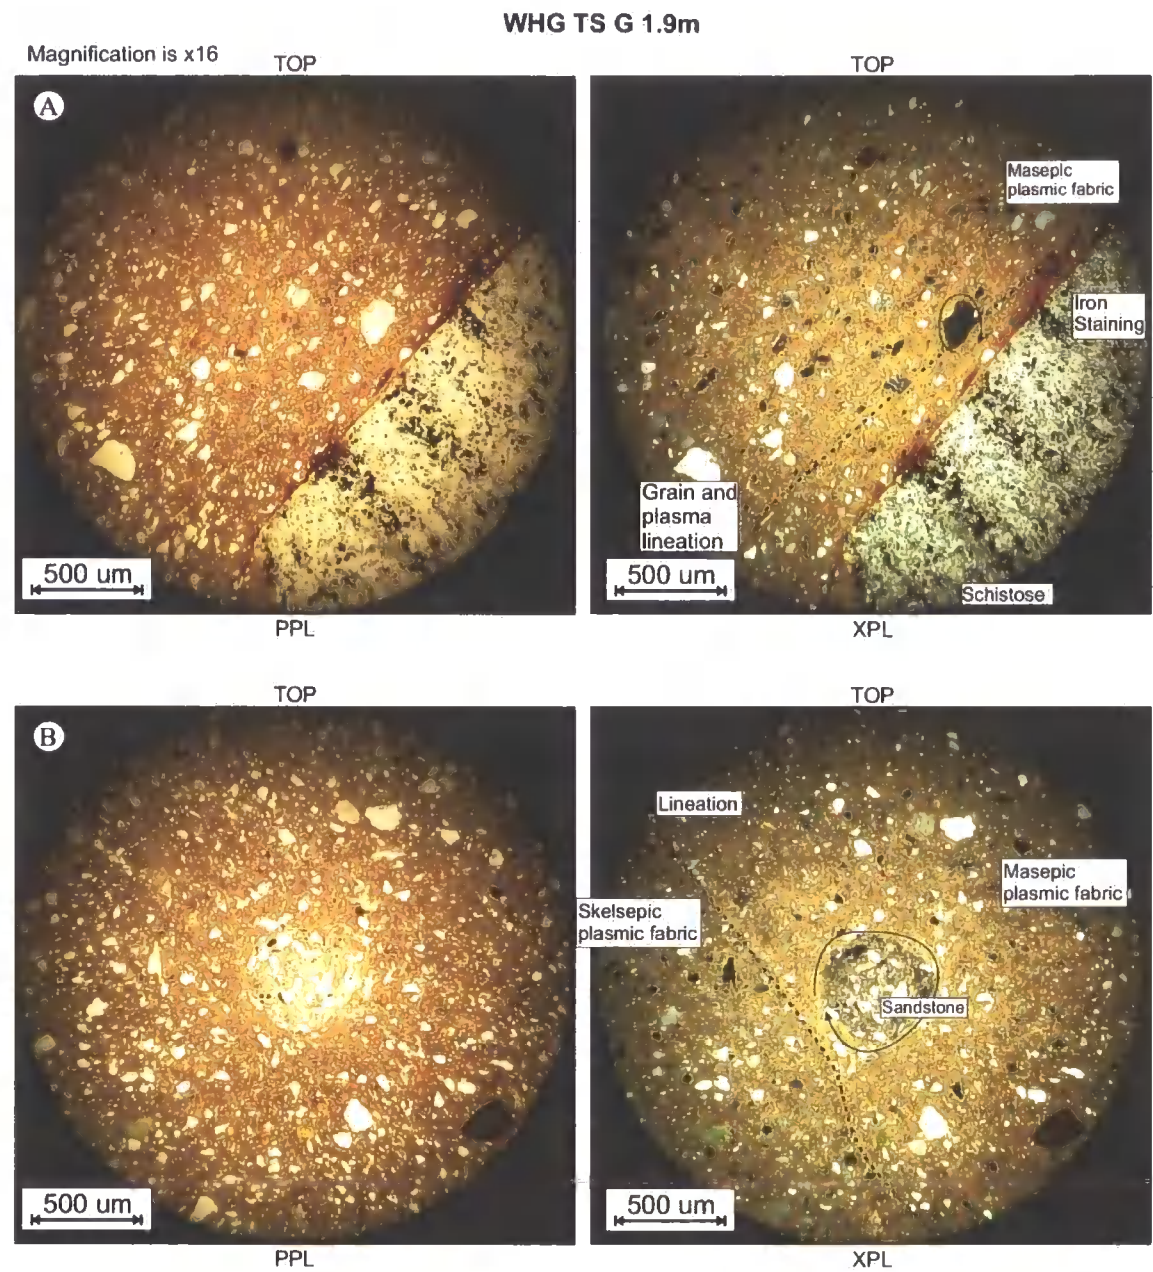 WHG TS G 1.9m
Magnification is x16
TOP
TOP
A
Masepic
plasmic fabric
Iron
Staining
Grain and
plasma
lineation
500 um
500 um
Schistose
PPL
XPL
TOP
TOP
B
Lineation
Masepic
plasmic fabric
Skelsepic
plasmic fabric
Sandstone
500 um
500 um
PPL
XPL